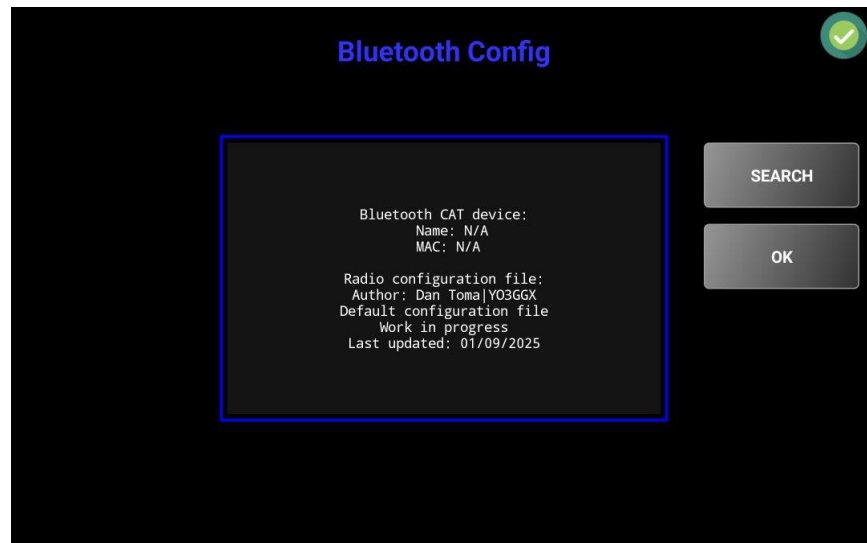 Bluetooth Config
Bluetooth CAT device:
Name: N/A
MAC: N/A
Radio configuration file:
Author: Dan Toma|YO3GGX
Default configuration file
Work in progress
Last updated: 01/09/2025
SEARCH
OK